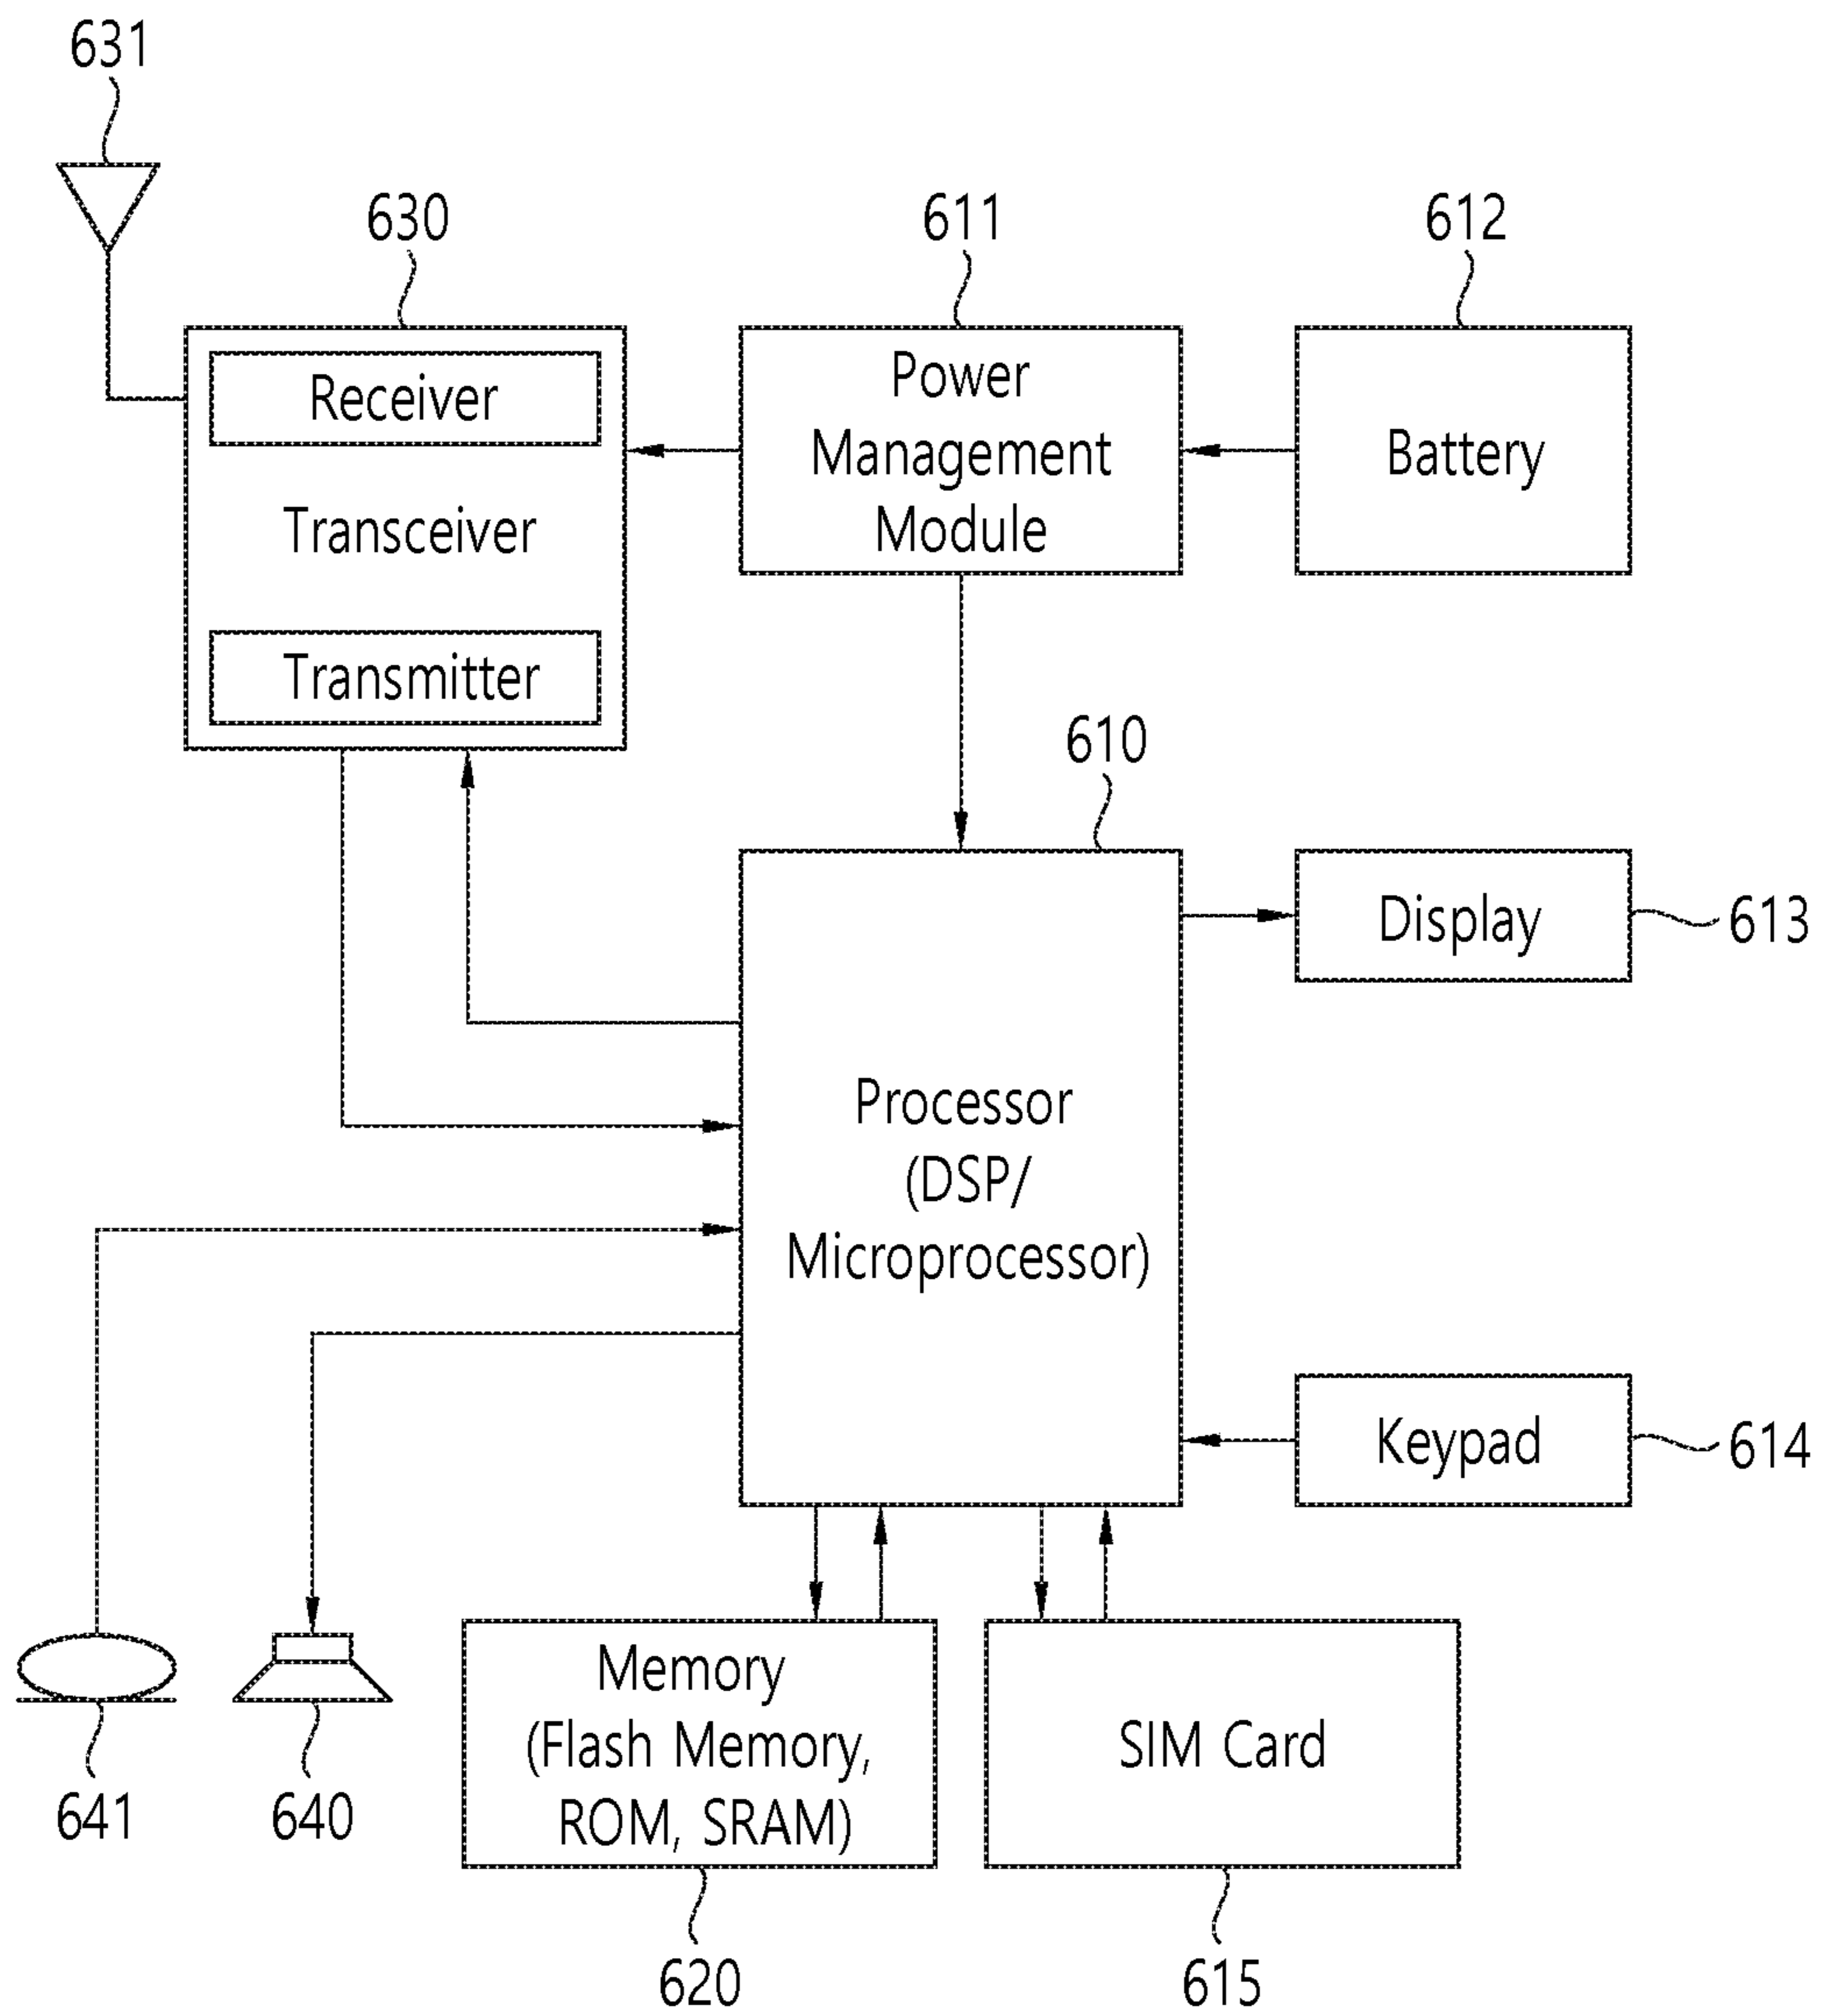 631
630
611
612
Receiver
Transceiver
Transmitter
Power
Management
Module
Battery
610
Display
613
Processor
(DSP/
Microprocessor)
Keypad
614
641
640
Memory
(Flash Memory,
ROM, SRAM)
SIM Card
620
615